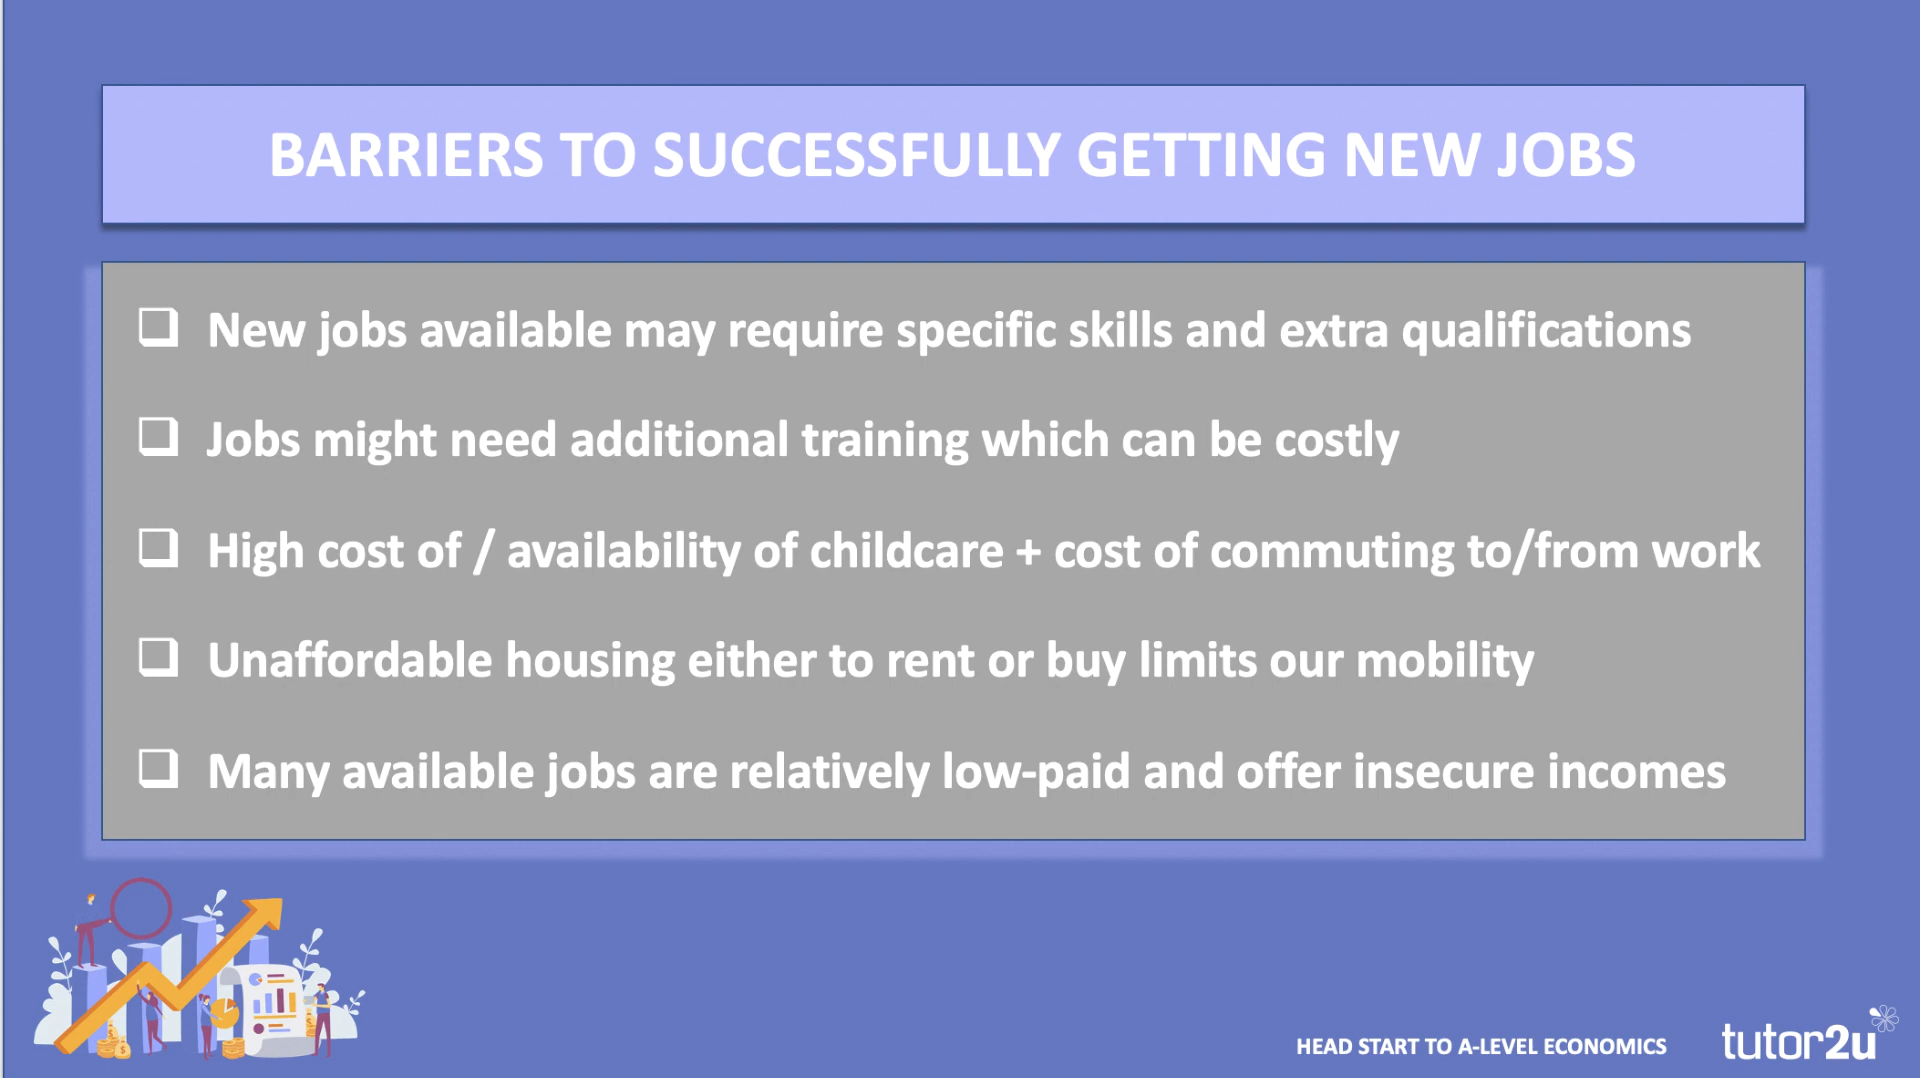 BARRIERS TO SUCCESSFULLY GETTING NEW JOBS
New jobs available may require specific skills and extra qualifications
Jobs might need additional training which can be costly
High cost of / availability of childcare + cost of commuting to/from work
Unaffordable housing either to rent or buy limits our mobility
Many available jobs are relatively low-paid and offer insecure incomes
HEAD START TO A-LEVEL ECONOMICS
tutor2u